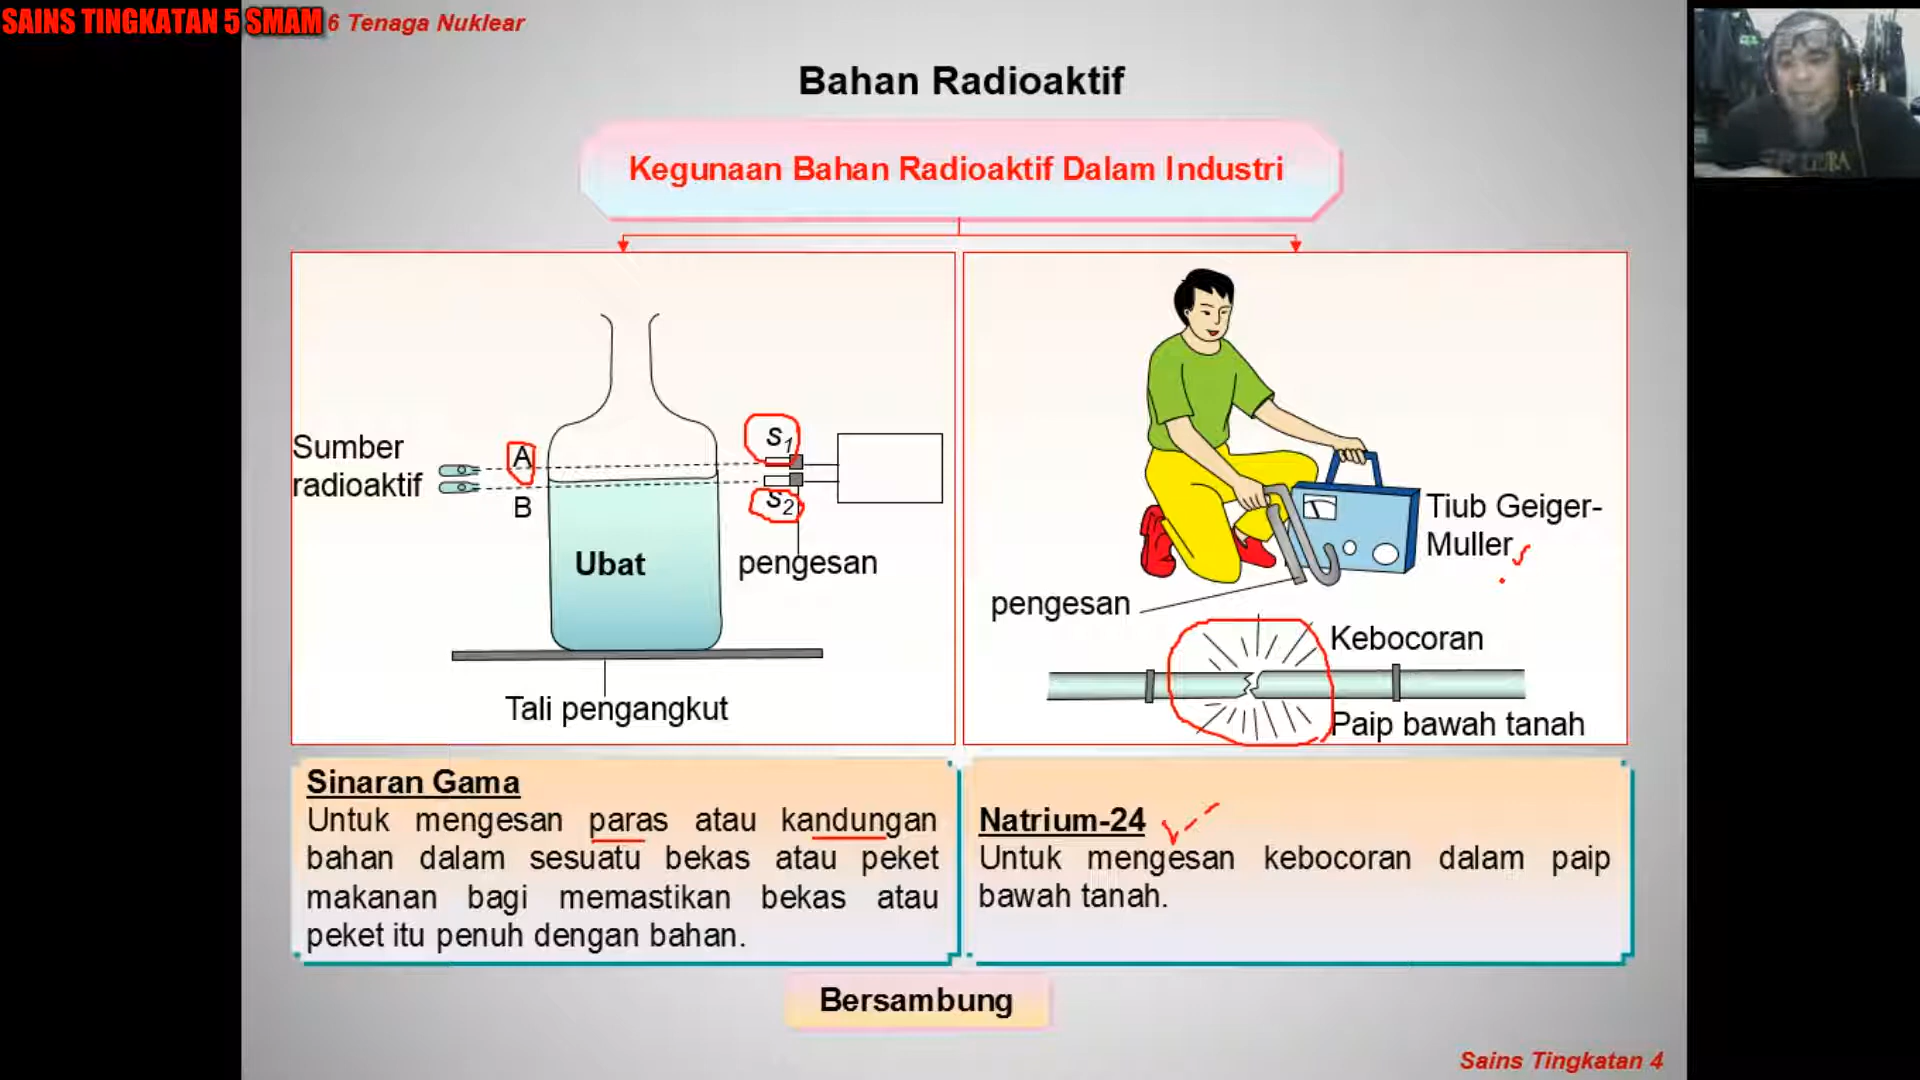 SAINS TINGKATAN 5 SMAM
6 Tenaga Nuklear
Bahan Radioaktif
Kegunaan Bahan Radioaktif Dalam Industri
Sumber
radioaktif
A
B
S1
S2
Ubat
pengesan
Tali pengangkut
Tiub Geiger-
Muller
pengesan
Kebocoran
Paip bawah tanah
Sinaran Gama
Untuk mengesan paras atau kandungan
bahan dalam sesuatu bekas atau peket
makanan bagi memastikan bekas atau
peket itu penuh dengan bahan.
Natrium-24
Untuk mengesan kebocoran dalam paip
bawah tanah.
Bersambung
Sains Tingkatan 4